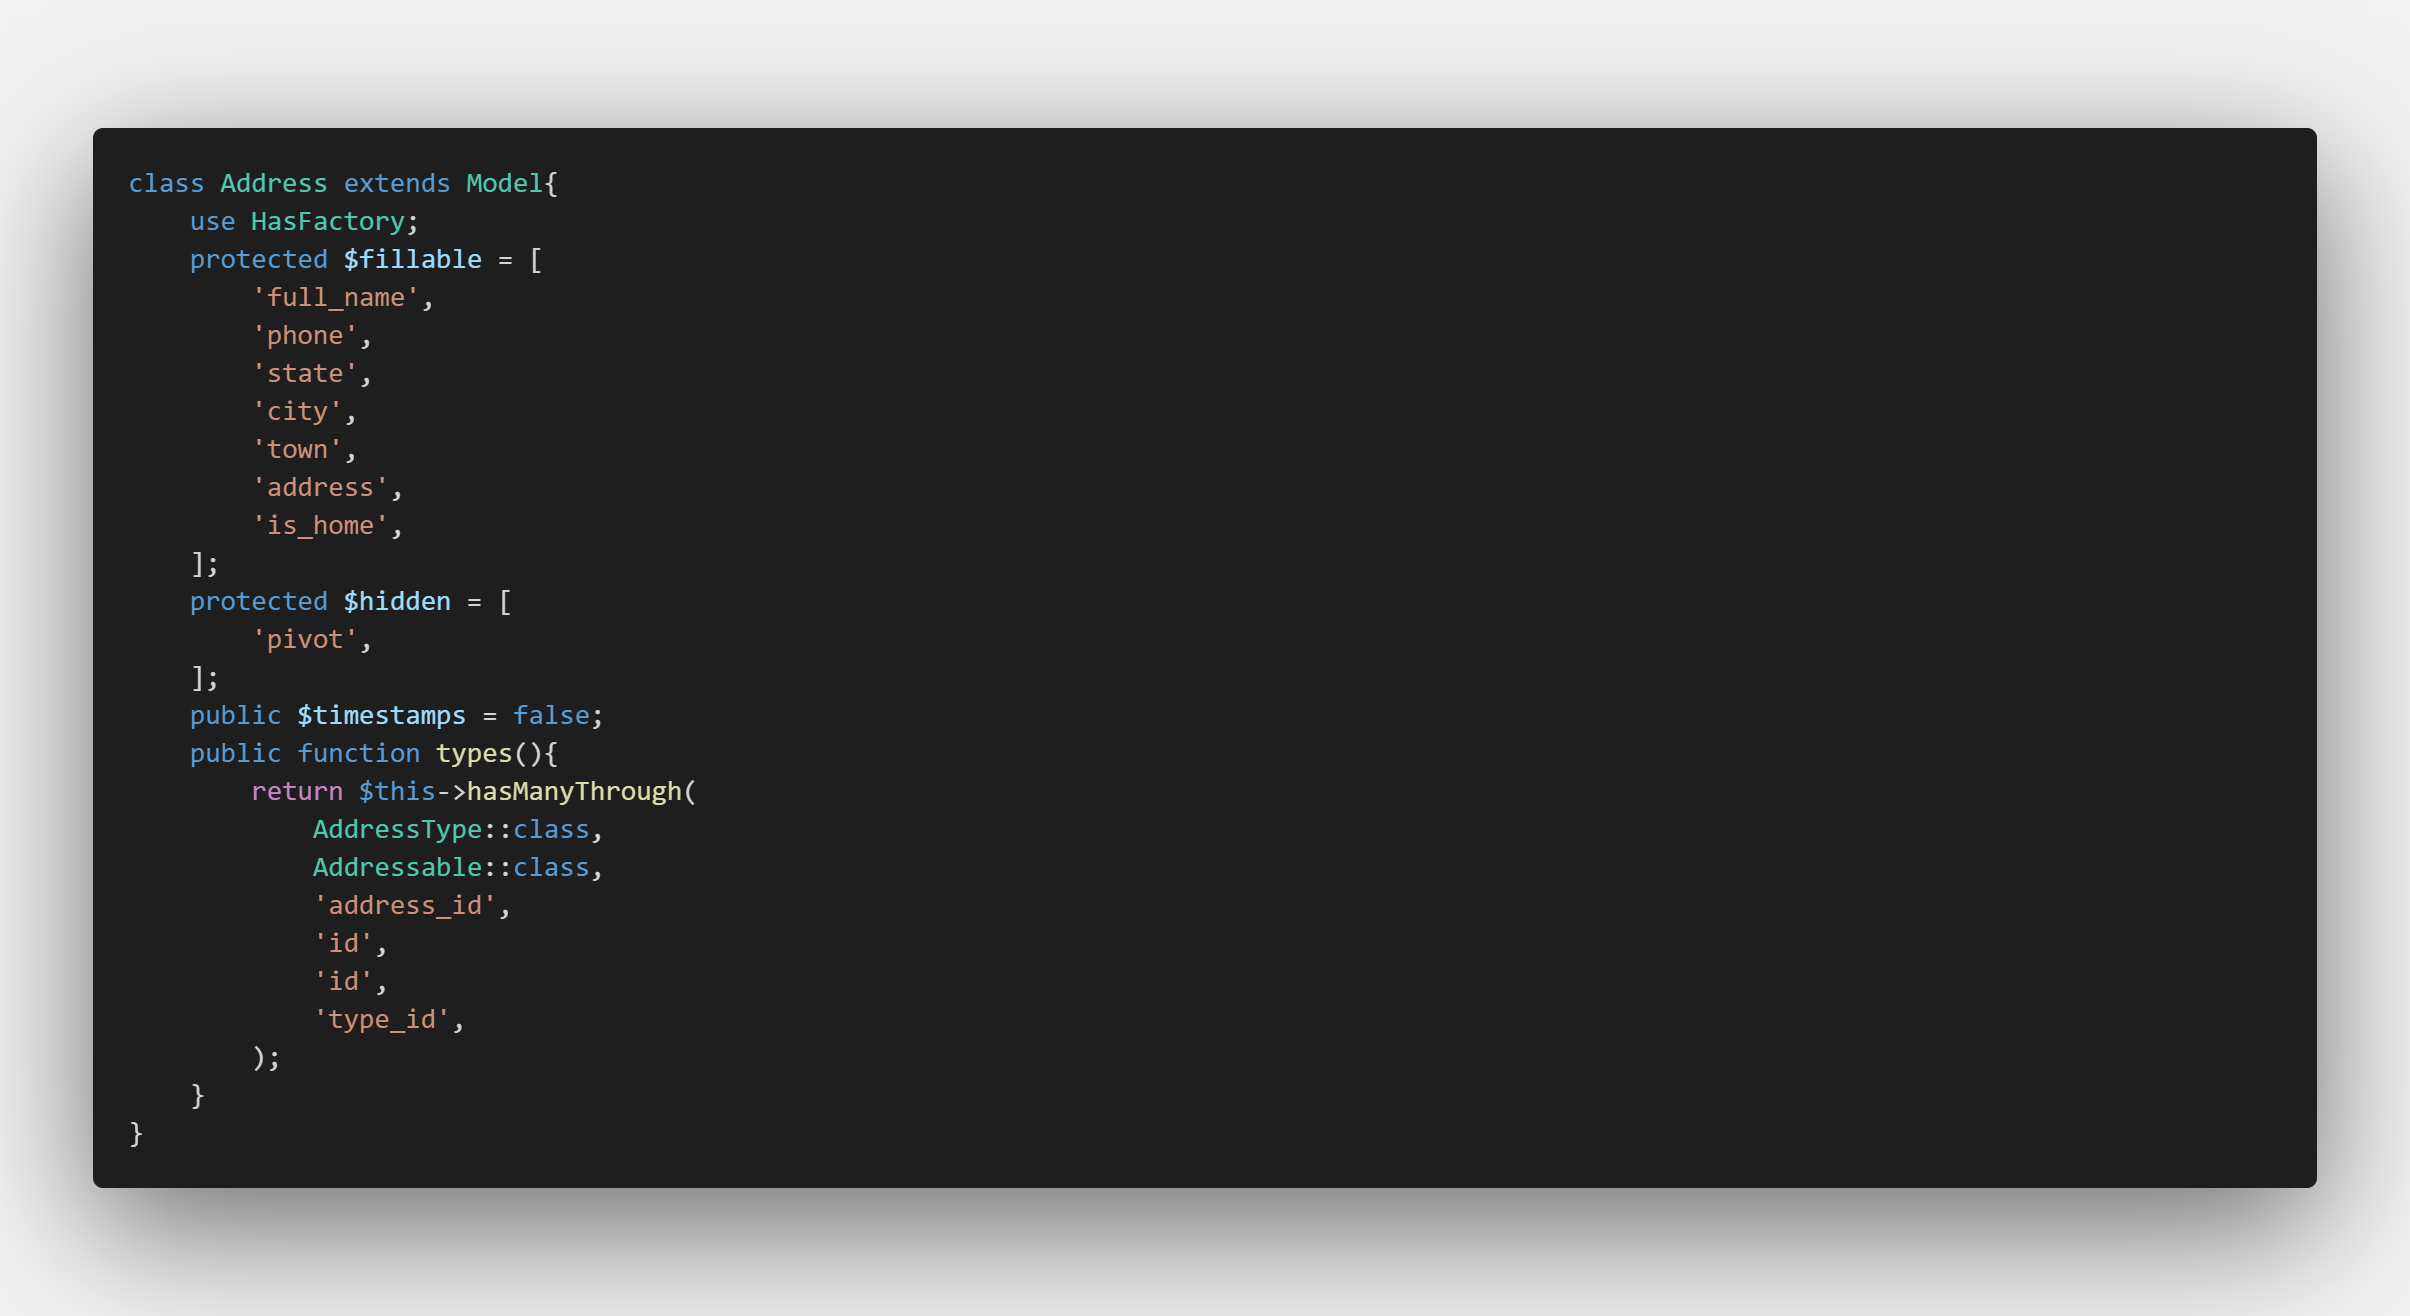 class Address extends Model{
    use HasFactory;
    protected $fillable = [
        'full_name',
        'phone',
        'state',
        'city',
        'town',
        'address',
        'is_home',
    ];
    protected $hidden = [
        'pivot',
    ];
    public $timestamps = false;
    public function types(){
        return $this->hasManyThrough(
            AddressType::class,
            Addressable::class,
            'address_id',
            'id',
            'id',
            'type_id',
        );
    }
}